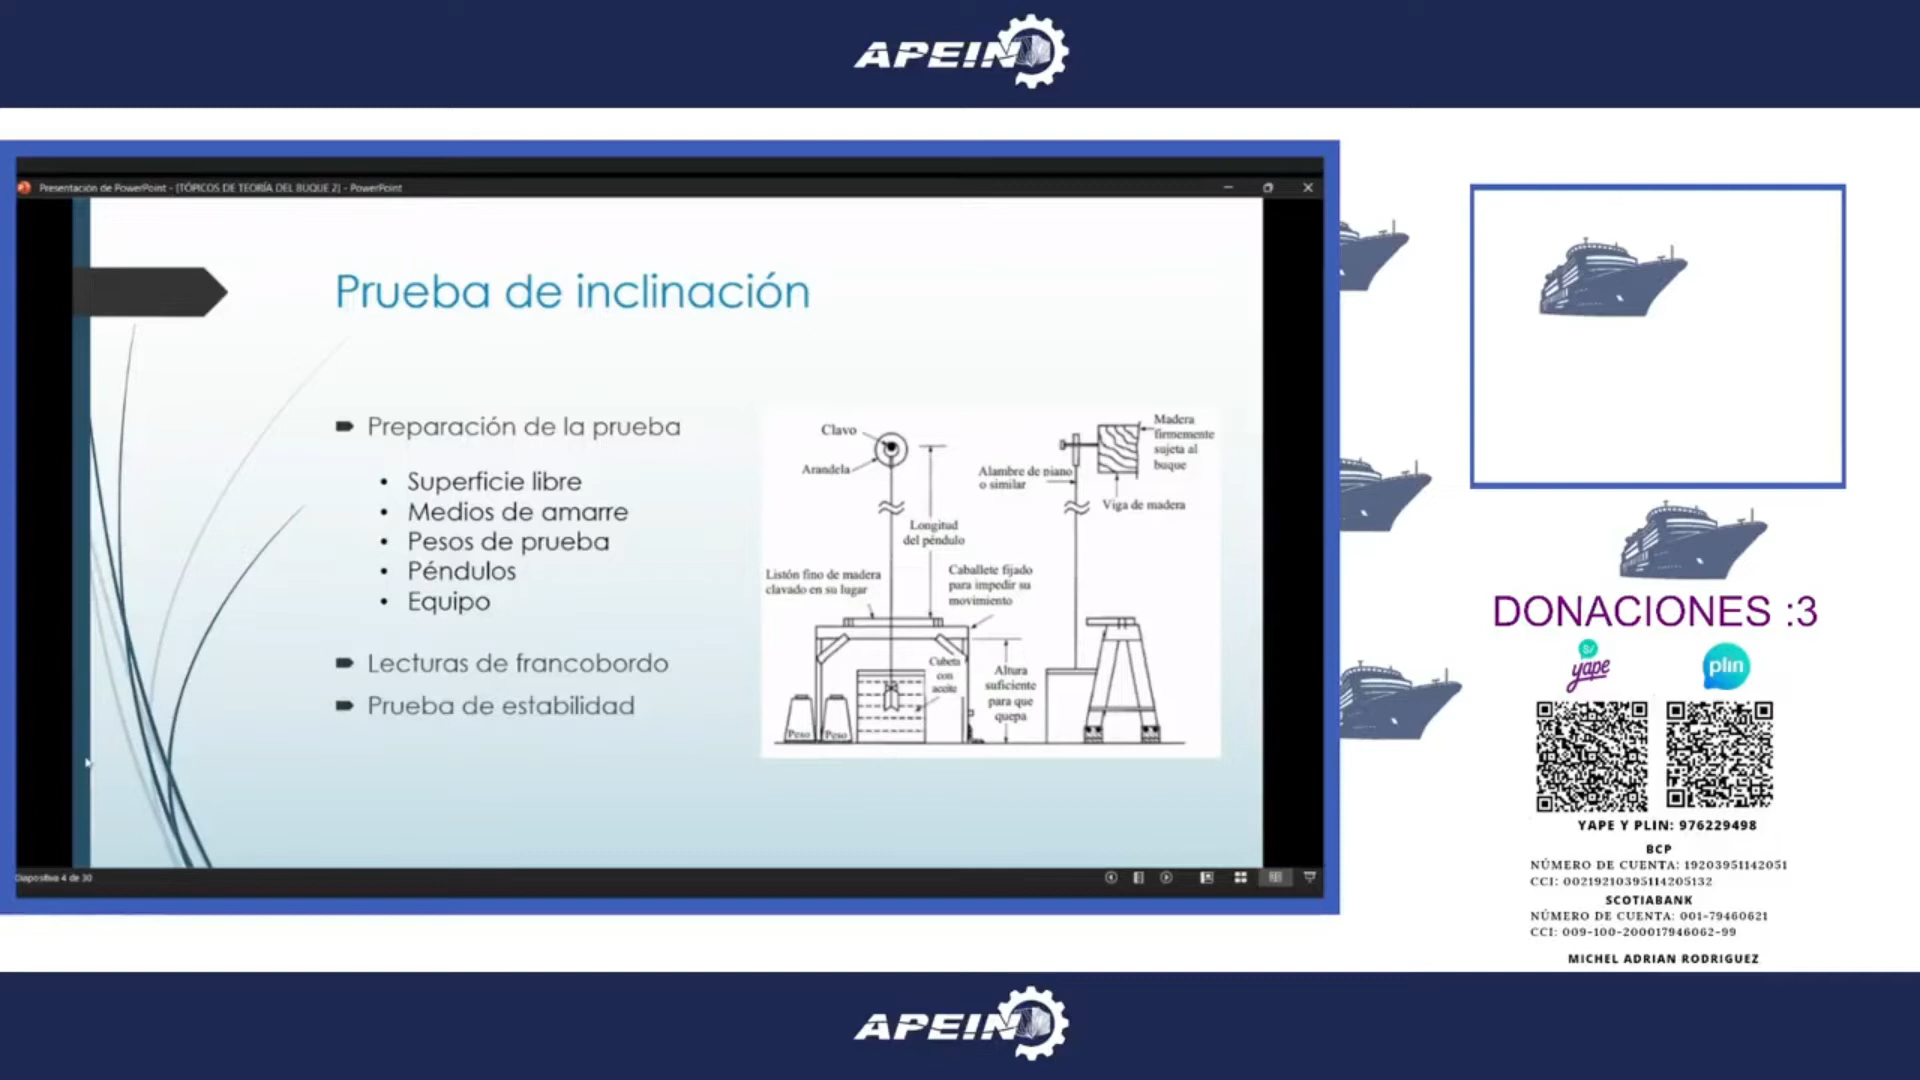 APEIN
Presentación de PowerPoint - [TÓPICOS DE TEORÍA DEL BUQUE 2] - PowerPoint
Prueba de inclinación
Preparación de la prueba
• Superficie libre
• Medios de amarre
• Pesos de prueba
• Péndulos
• Equipo
Lecturas de francobordo
Prueba de estabilidad
Clavo
Arandela
Longitud
del péndulo
Listón fino de madera
clavado en su lugar
Caballete fijado
para impedir su
movimiento
Cubeta
con
aceite
Altura
suficiente
para que
quepa
Peso
Peso
Madera
firmemente
sujeta al
buque
Alambre de piano
o similar
Viga de madera
Diapositiva 4 de 30
DONACIONES :3
S/
yape
plin
YAPE Y PLIN: 976229498
BCP
NÚMERO DE CUENTA: 19203951142051
CCI: 00219210395114205132
SCOTIABANK
NÚMERO DE CUENTA: 001-79460621
CCI: 009-100-200017946062-99
MICHEL ADRIAN RODRIGUEZ
APEIN